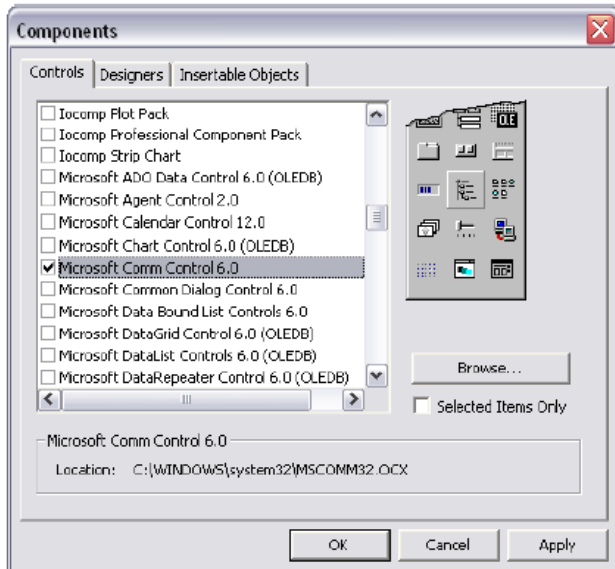 Components
Controls Designers Insertable Objects
Iocomp Plot Pack
Iocomp Professional Component Pack
Iocomp Strip Chart
Microsoft ADO Data Control 6.0 (OLEDB)
Microsoft Agent Control 2.0
Microsoft Calendar Control 12.0
Microsoft Chart Control 6.0 (OLEDB)
Microsoft Comm Control 6.0
Microsoft Common Dialog Control 6.0
Microsoft Data Bound List Controls 6.0
Microsoft DataGrid Control 6.0 (OLEDB)
Microsoft DataList Controls 6.0 (OLEDB)
Microsoft DataRepeater Control 6.0 (OLEDB)
OLE
Browse...
Selected Items Only
Microsoft Comm Control 6.0
Location: C:\WINDOWS\system32\MSCOMM32.OCX
OK Cancel Apply